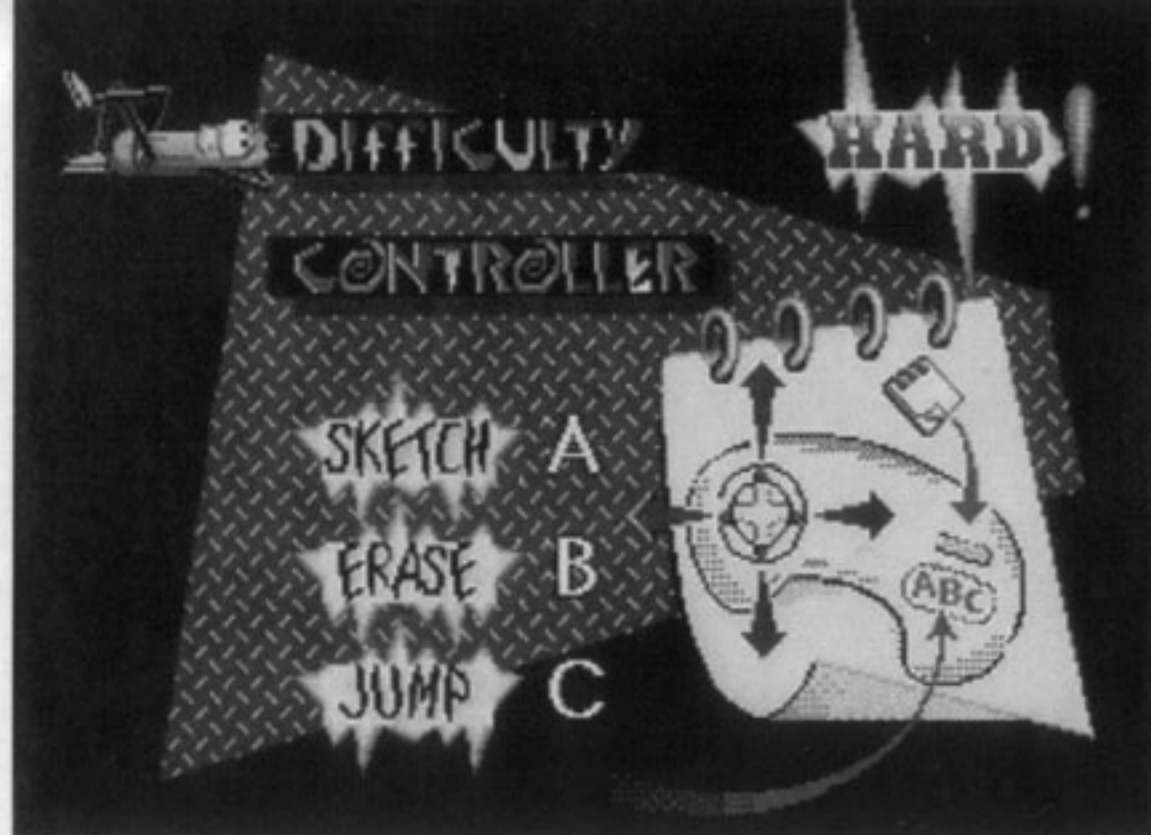 DIFFICULTY HARD!
CONTROLLER
SKETCH A
ERASE B
JUMP C
ABC